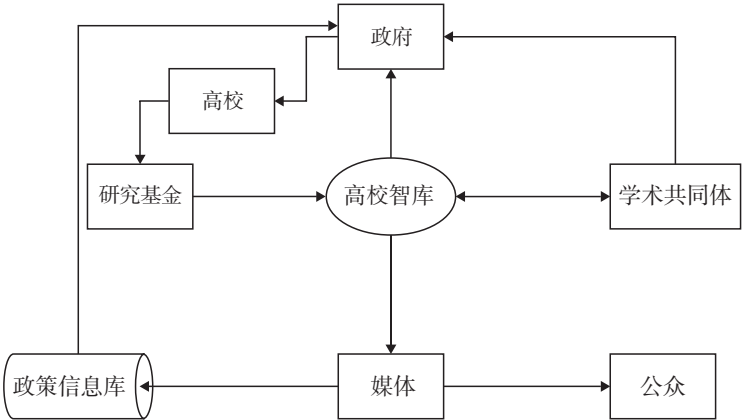 政府
高校
研究基金
高校智库
学术共同体
政策信息库
媒体
公众